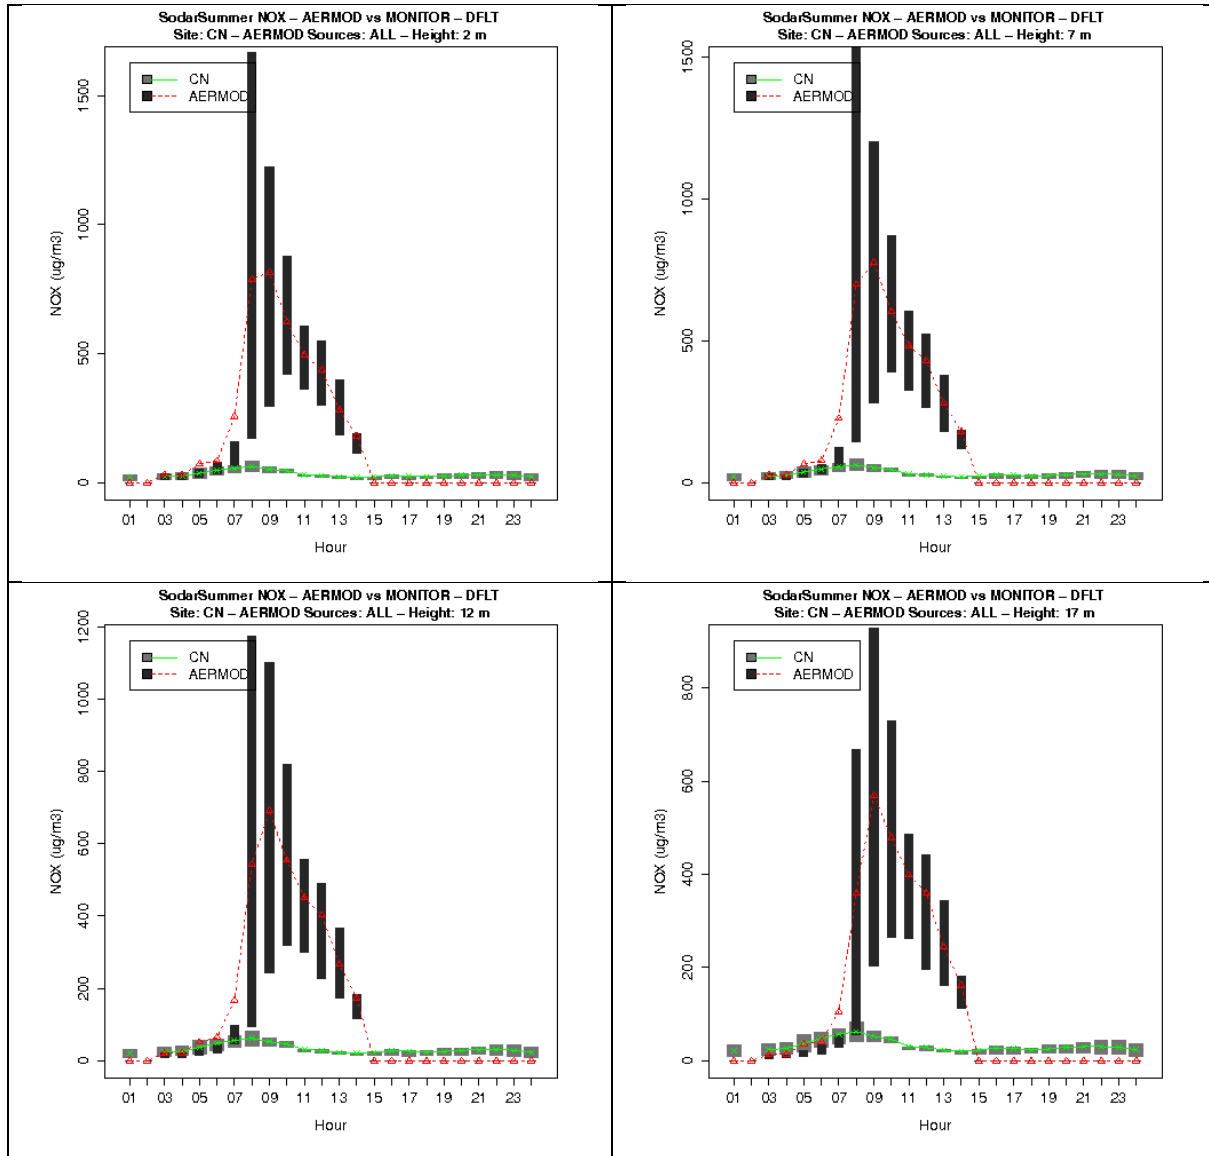 SodarSummer NOX – AERMOD vs MONITOR – DFLT
Site: CN – AERMOD Sources: ALL – Height: 2 m
CN
AERMOD
NOX (ug/m3)
1500
1000
500
0
01 03 05 07 09 11 13 15 17 19 21 23
Hour
SodarSummer NOX – AERMOD vs MONITOR – DFLT
Site: CN – AERMOD Sources: ALL – Height: 7 m
CN
AERMOD
NOX (ug/m3)
1500
1000
500
0
01 03 05 07 09 11 13 15 17 19 21 23
Hour
SodarSummer NOX – AERMOD vs MONITOR – DFLT
Site: CN – AERMOD Sources: ALL – Height: 12 m
CN
AERMOD
NOX (ug/m3)
1200
1000
800
600
400
200
0
01 03 05 07 09 11 13 15 17 19 21 23
Hour
SodarSummer NOX – AERMOD vs MONITOR – DFLT
Site: CN – AERMOD Sources: ALL – Height: 17 m
CN
AERMOD
NOX (ug/m3)
800
600
400
200
0
01 03 05 07 09 11 13 15 17 19 21 23
Hour